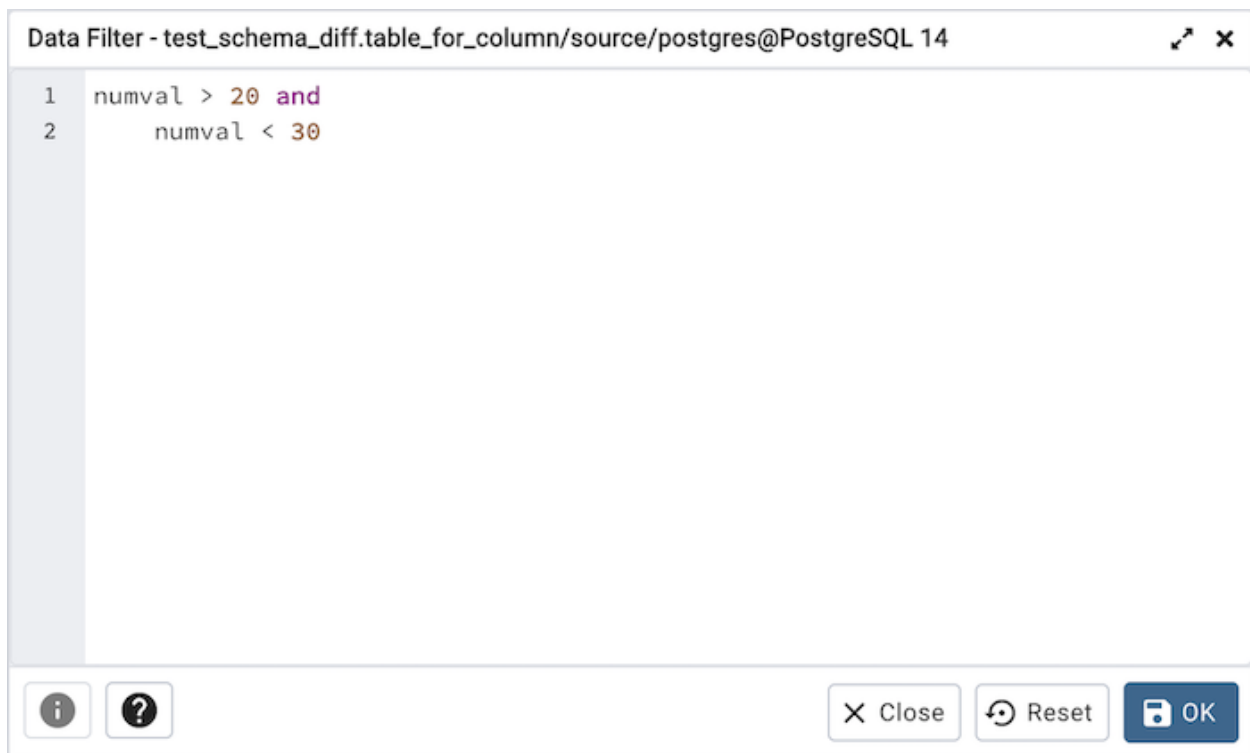 Data Filter - test_schema_diff.table_for_column/source/postgres@PostgreSQL 14
1 numval > 20 and
2 numval < 30
i ? Close Reset OK